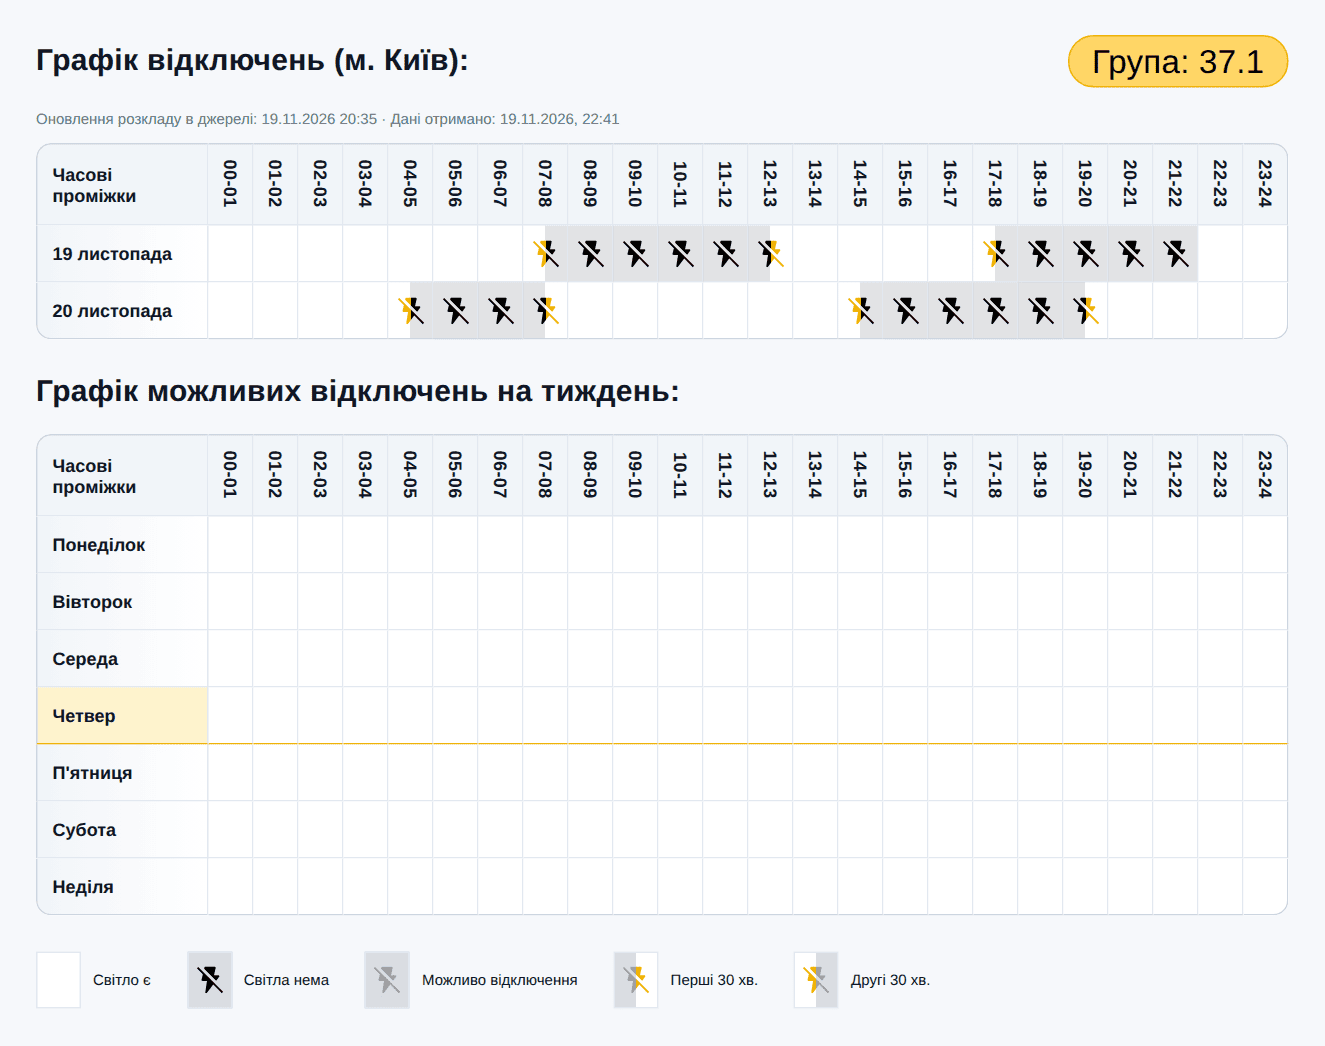 Графік відключень (м. Київ):
Група: 37.1
Оновлення розкладу в джерелі: 19.11.2026 20:35 · Дані отримано: 19.11.2026, 22:41
Часові проміжки 00-01 01-02 02-03 03-04 04-05 05-06 06-07 07-08 08-09 09-10 10-11 11-12 12-13 13-14 14-15 15-16 16-17 17-18 18-19 19-20 20-21 21-22 22-23 23-24
19 листопада
20 листопада
Графік можливих відключень на тиждень:
Часові проміжки 00-01 01-02 02-03 03-04 04-05 05-06 06-07 07-08 08-09 09-10 10-11 11-12 12-13 13-14 14-15 15-16 16-17 17-18 18-19 19-20 20-21 21-22 22-23 23-24
Понеділок
Вівторок
Середа
Четвер
П'ятниця
Субота
Неділя
Світло є Світла нема Можливо відключення Перші 30 хв. Другі 30 хв.